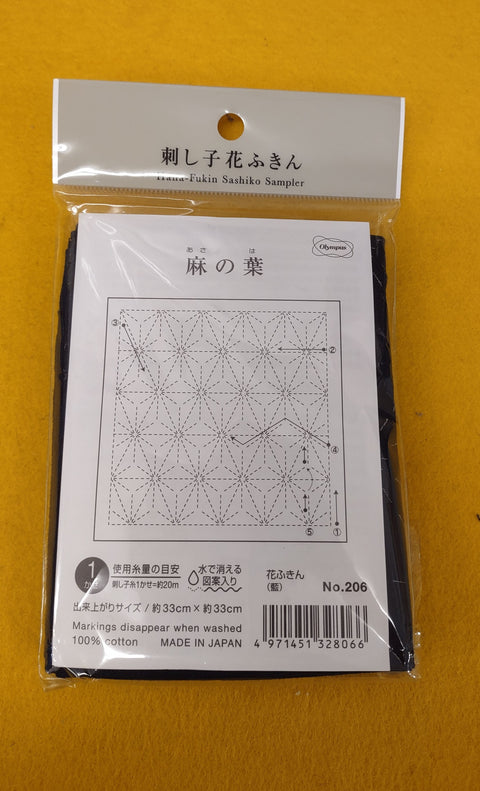 刺し子花ふきん
Hana-Fukin Sashiko Sampler
Olympus
あさ は
麻の葉
③
②
④
⑤
①
1
かせ
使用糸量の目安
刺し子糸1かせ=約20m
水で消える
図案入り
花ふきん
(藍)
No.206
出来上がりサイズ / 約33cm×約33cm
Markings disappear when washed
100% cotton
MADE IN JAPAN
4 971451 328066